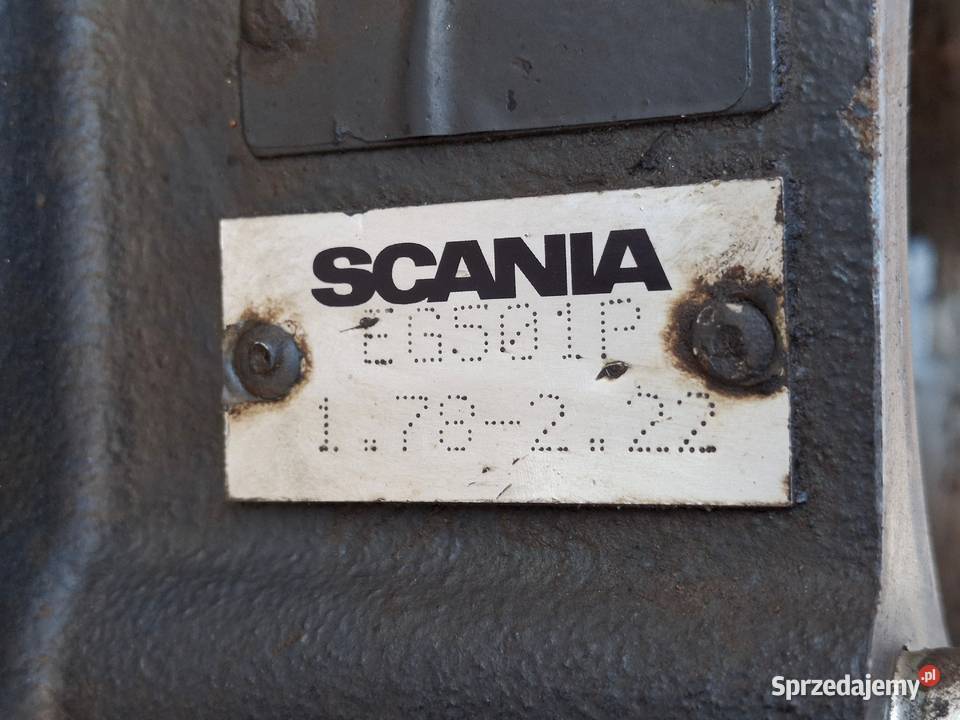 SCANIA
EG501P
1.78-2.22
Sprzedajemy.pl